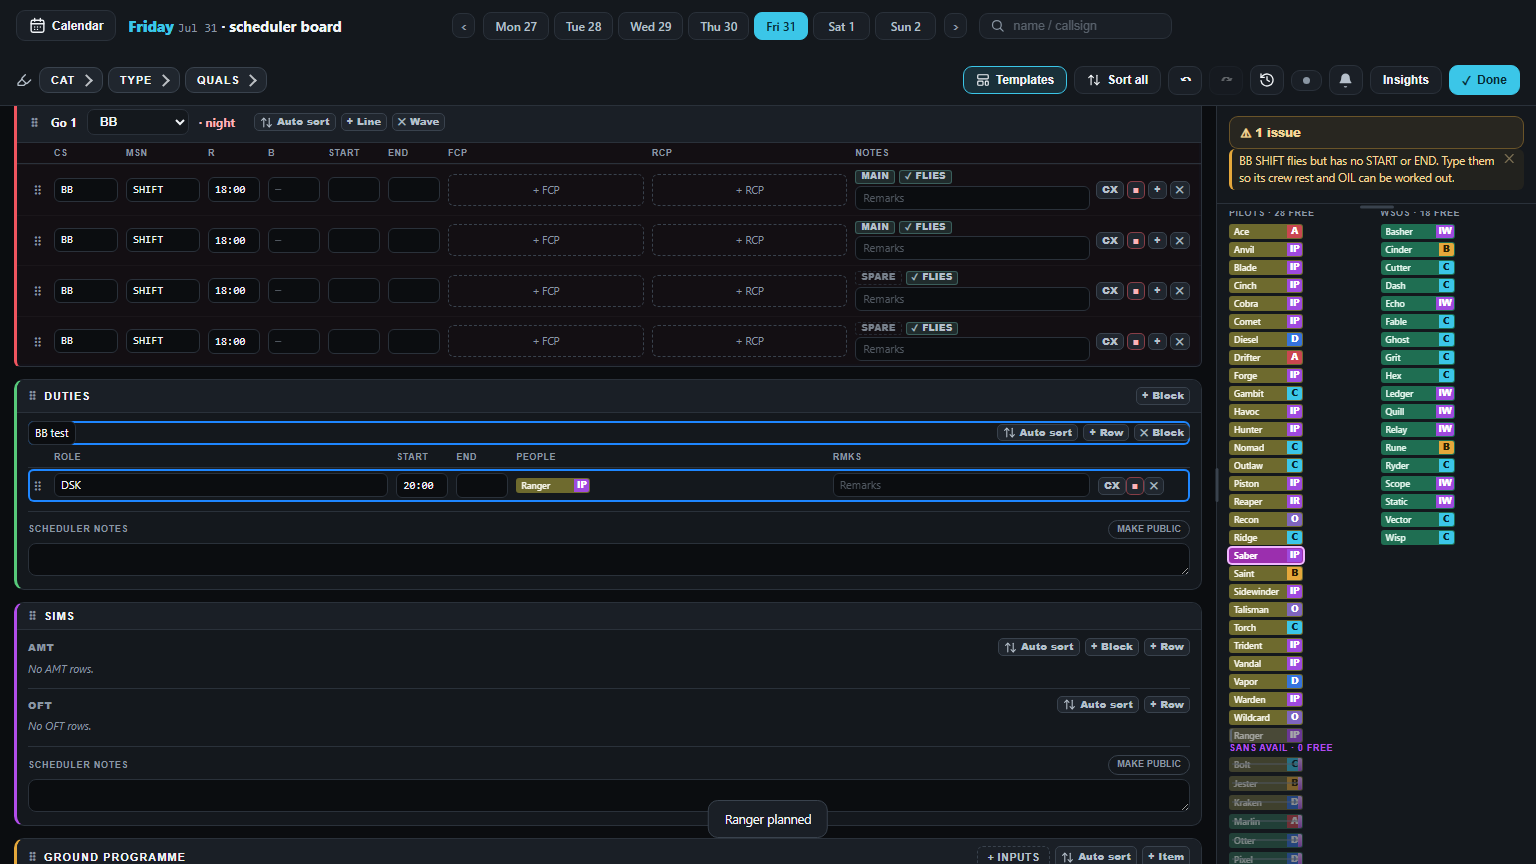 Calendar
Friday Jul 31 · scheduler board
‹
Mon 27
Tue 28
Wed 29
Thu 30
Fri 31
Sat 1
Sun 2
›
name / callsign
CAT
TYPE
QUALS
Templates
Sort all
Insights
✓ Done
Go 1
BB
· night
Auto sort
+ Line
✕ Wave
CS MSN R B START END FCP RCP NOTES
BB SHIFT 18:00 – + FCP + RCP MAIN ✓ FLIES Remarks CX ■ + ✕
BB SHIFT 18:00 – + FCP + RCP MAIN ✓ FLIES Remarks CX ■ + ✕
BB SHIFT 18:00 – + FCP + RCP SPARE ✓ FLIES Remarks CX ■ + ✕
BB SHIFT 18:00 – + FCP + RCP SPARE ✓ FLIES Remarks CX ■ + ✕
DUTIES
+ Block
BB test
Auto sort
+ Row
✕ Block
ROLE START END PEOPLE RMKS
DSK 20:00 Ranger IP Remarks CX ■ ✕
SCHEDULER NOTES
MAKE PUBLIC
SIMS
AMT
Auto sort
+ Block
+ Row
No AMT rows.
OFT
Auto sort
+ Row
No OFT rows.
SCHEDULER NOTES
MAKE PUBLIC
Ranger planned
GROUND PROGRAMME
+ INPUTS
Auto sort
+ Item
⚠ 1 issue
BB SHIFT flies but has no START or END. Type them
so its crew rest and OIL can be worked out.
PILOTS · 28 FREE
Ace A
Anvil IP
Blade IP
Cinch IP
Cobra IP
Comet IP
Diesel D
Drifter A
Forge IP
Gambit C
Havoc IP
Hunter IP
Nomad C
Outlaw C
Piston IP
Reaper IR
Recon O
Ridge C
Saber IP
Saint B
Sidewinder IP
Talisman O
Torch C
Trident IP
Vandal IP
Vapor D
Warden IP
Wildcard O
Ranger IP
WSOS · 18 FREE
Basher IW
Cinder B
Cutter C
Dash C
Echo IW
Fable C
Ghost C
Grit C
Hex C
Ledger IW
Quill IW
Relay IW
Rune B
Ryder C
Scope IW
Static IW
Vector C
Wisp C
SANS AVAIL · 0 FREE
Bolt C
Jester B
Kraken D
Marlin A
Otter D
Pixel D